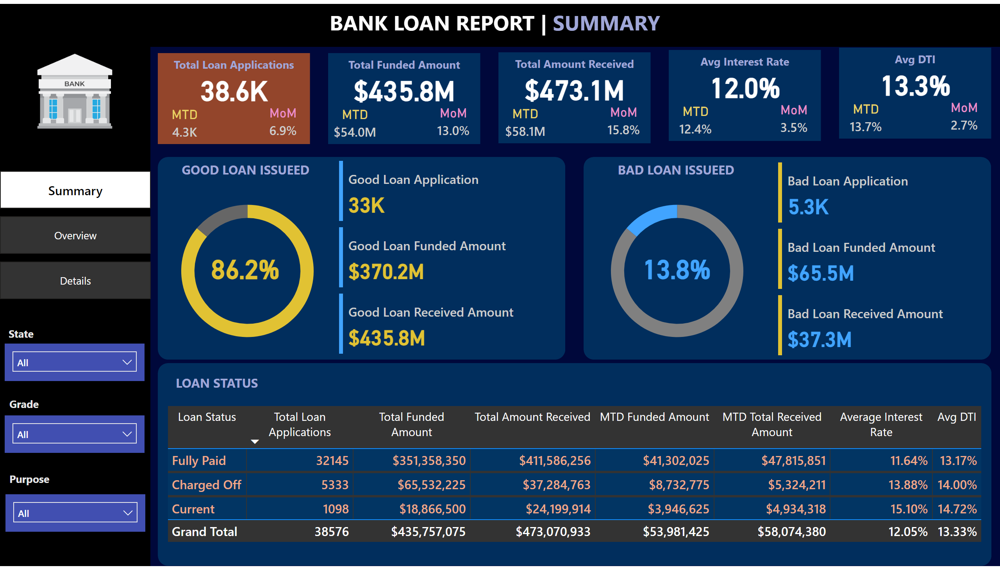 BANK LOAN REPORT | SUMMARY
BANK
Total Loan Applications
38.6K
MTD
MoM
4.3K
6.9%
Total Funded Amount
$435.8M
MTD
MoM
$54.0M
13.0%
Total Amount Received
$473.1M
MTD
MoM
$58.1M
15.8%
Avg Interest Rate
12.0%
MTD
MoM
12.4%
3.5%
Avg DTI
13.3%
MTD
MoM
13.7%
2.7%
Summary
Overview
Details
State
All
Grade
All
Purpose
All
GOOD LOAN ISSUEED
86.2%
Good Loan Application
33K
Good Loan Funded Amount
$370.2M
Good Loan Received Amount
$435.8M
BAD LOAN ISSUEED
13.8%
Bad Loan Application
5.3K
Bad Loan Funded Amount
$65.5M
Bad Loan Received Amount
$37.3M
LOAN STATUS
Loan Status Total Loan Total Funded Total Amount Received MTD Funded Amount MTD Total Received Average Interest Avg DTI
Applications Amount Amount Rate
Fully Paid 32145 $351,358,350 $411,586,256 $41,302,025 $47,815,851 11.64% 13.17%
Charged Off 5333 $65,532,225 $37,284,763 $8,732,775 $5,324,211 13.88% 14.00%
Current 1098 $18,866,500 $24,199,914 $3,946,625 $4,934,318 15.10% 14.72%
Grand Total 38576 $435,757,075 $473,070,933 $53,981,425 $58,074,380 12.05% 13.33%